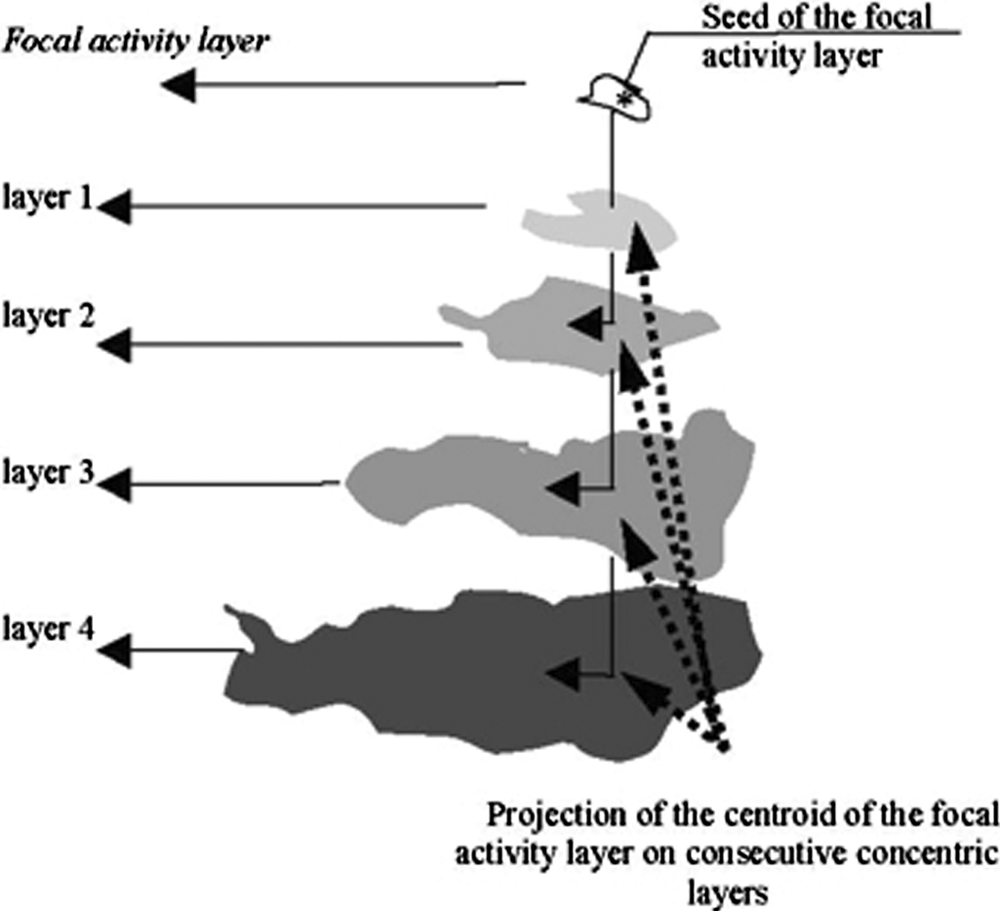 Seed of the focal
activity layer
Focal activity layer
*
layer 1
layer 2
layer 3
layer 4
Projection of the centroid of the focal
activity layer on consecutive concentric
layers